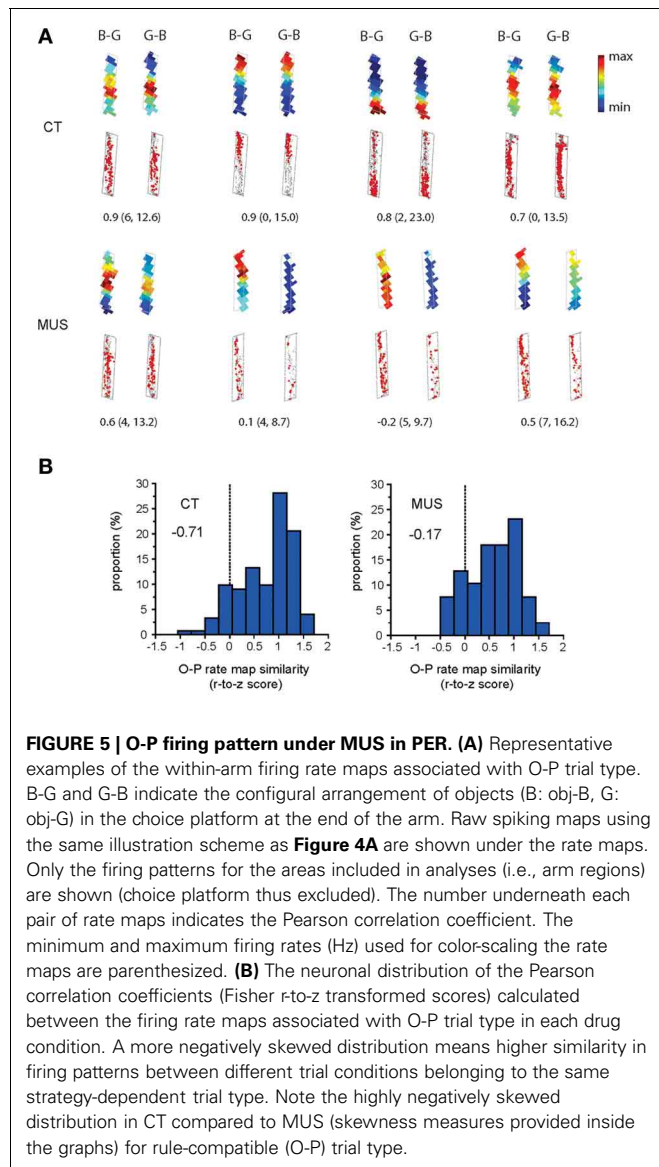 A
B-G G-B B-G G-B B-G G-B B-G G-B
max
min
CT
0.9 (6, 12.6) 0.9 (0, 15.0) 0.8 (2, 23.0) 0.7 (0, 13.5)
MUS
0.6 (4, 13.2) 0.1 (4, 8.7) -0.2 (5, 9.7) 0.5 (7, 16.2)
B
proportion (%)
30
25
20
15
10
5
0
CT
-0.71
-1.5 -1 -0.5 0 0.5 1 1.5 2
O-P rate map similarity
(r-to-z score)
proportion (%)
30
25
20
15
10
5
0
MUS
-0.17
-1.5 -1 -0.5 0 0.5 1 1.5 2
O-P rate map similarity
(r-to-z score)
FIGURE 5 | O-P firing pattern under MUS in PER. (A) Representative
examples of the within-arm firing rate maps associated with O-P trial type.
B-G and G-B indicate the configural arrangement of objects (B: obj-B, G:
obj-G) in the choice platform at the end of the arm. Raw spiking maps using
the same illustration scheme as Figure 4A are shown under the rate maps.
Only the firing patterns for the areas included in analyses (i.e., arm regions)
are shown (choice platform thus excluded). The number underneath each
pair of rate maps indicates the Pearson correlation coefficient. The
minimum and maximum firing rates (Hz) used for color-scaling the rate
maps are parenthesized. (B) The neuronal distribution of the Pearson
correlation coefficients (Fisher r-to-z transformed scores) calculated
between the firing rate maps associated with O-P trial type in each drug
condition. A more negatively skewed distribution means higher similarity in
firing patterns between different trial conditions belonging to the same
strategy-dependent trial type. Note the highly negatively skewed
distribution in CT compared to MUS (skewness measures provided inside
the graphs) for rule-compatible (O-P) trial type.